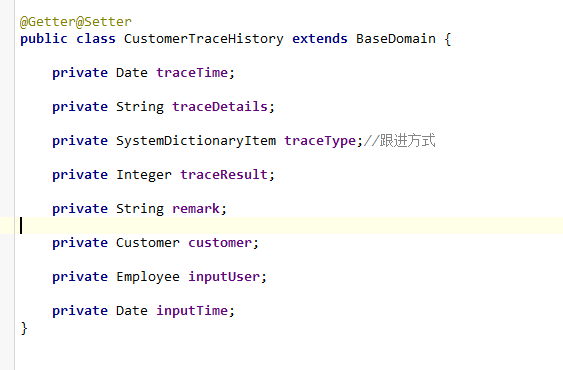 @Getter@Setter
public class CustomerTraceHistory extends BaseDomain {
private Date traceTime;
private String traceDetails;
private SystemDictionaryItem traceType;//跟进方式
private Integer traceResult;
private String remark;
private Customer customer;
private Employee inputUser;
private Date inputTime;
}